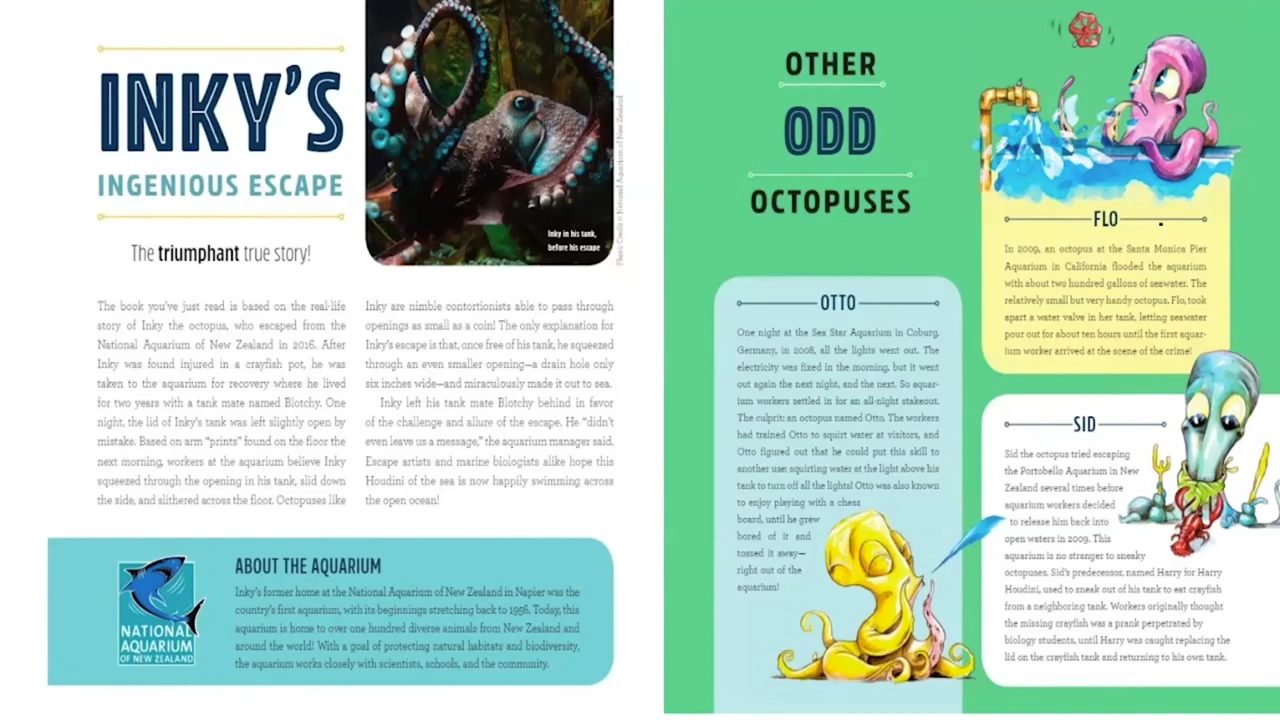 INKY'S
INGENIOUS ESCAPE
The triumphant true story!
Inky in his tank,
before his escape
Photo Credit © National Aquarium of New Zealand
The book you've just read is based on the real-life
story of Inky the octopus, who escaped from the
National Aquarium of New Zealand in 2016. After
Inky was found injured in a crayfish pot, he was
taken to the aquarium for recovery where he lived
for two years with a tank mate named Blotchy. One
night, the lid of Inky's tank was left slightly open by
mistake. Based on arm “prints” found on the floor the
next morning, workers at the aquarium believe Inky
squeezed through the opening in his tank, slid down
the side, and slithered across the floor. Octopuses like
Inky are nimble contortionists able to pass through
openings as small as a coin! The only explanation for
Inky's escape is that, once free of his tank, he squeezed
through an even smaller opening—a drain hole only
six inches wide—and miraculously made it out to sea.
Inky left his tank mate Blotchy behind in favor
of the challenge and allure of the escape. He “didn't
even leave us a message,” the aquarium manager said.
Escape artists and marine biologists alike hope this
Houdini of the sea is now happily swimming across
the open ocean!
NATIONAL
AQUARIUM
OF NEW ZEALAND
ABOUT THE AQUARIUM
Inky's former home at the National Aquarium of New Zealand in Napier was the
country's first aquarium, with its beginnings stretching back to 1956. Today, this
aquarium is home to over one hundred diverse animals from New Zealand and
around the world! With a goal of protecting natural habitats and biodiversity,
the aquarium works closely with scientists, schools, and the community.
OTHER
ODD
OCTOPUSES
OTTO
One night at the Sea Star Aquarium in Coburg,
Germany, in 2008, all the lights went out. The
electricity was fixed in the morning, but it went
out again the next night, and the next. So aquar-
ium workers settled in for an all-night stakeout.
The culprit: an octopus named Otto. The workers
had trained Otto to squirt water at visitors, and
Otto figured out that he could put this skill to
another use: squirting water at the light above his
tank to turn off all the lights! Otto was also known
to enjoy playing with a chess
board, until he grew
bored of it and
tossed it away—
right out of the
aquarium!
FLO
In 2009, an octopus at the Santa Monica Pier
Aquarium in California flooded the aquarium
with about two hundred gallons of seawater. The
relatively small but very handy octopus, Flo, took
apart a water valve in her tank, letting seawater
pour out for about ten hours until the first aquar-
ium worker arrived at the scene of the crime!
SID
Sid the octopus tried escaping
the Portobello Aquarium in New
Zealand several times before
aquarium workers decided
to release him back into
open waters in 2009. This
aquarium is no stranger to sneaky
octopuses. Sid's predecessor, named Harry for Harry
Houdini, used to sneak out of his tank to eat crayfish
from a neighboring tank. Workers originally thought
the missing crayfish was a prank perpetrated by
biology students, until Harry was caught replacing the
lid on the crayfish tank and returning to his own tank.